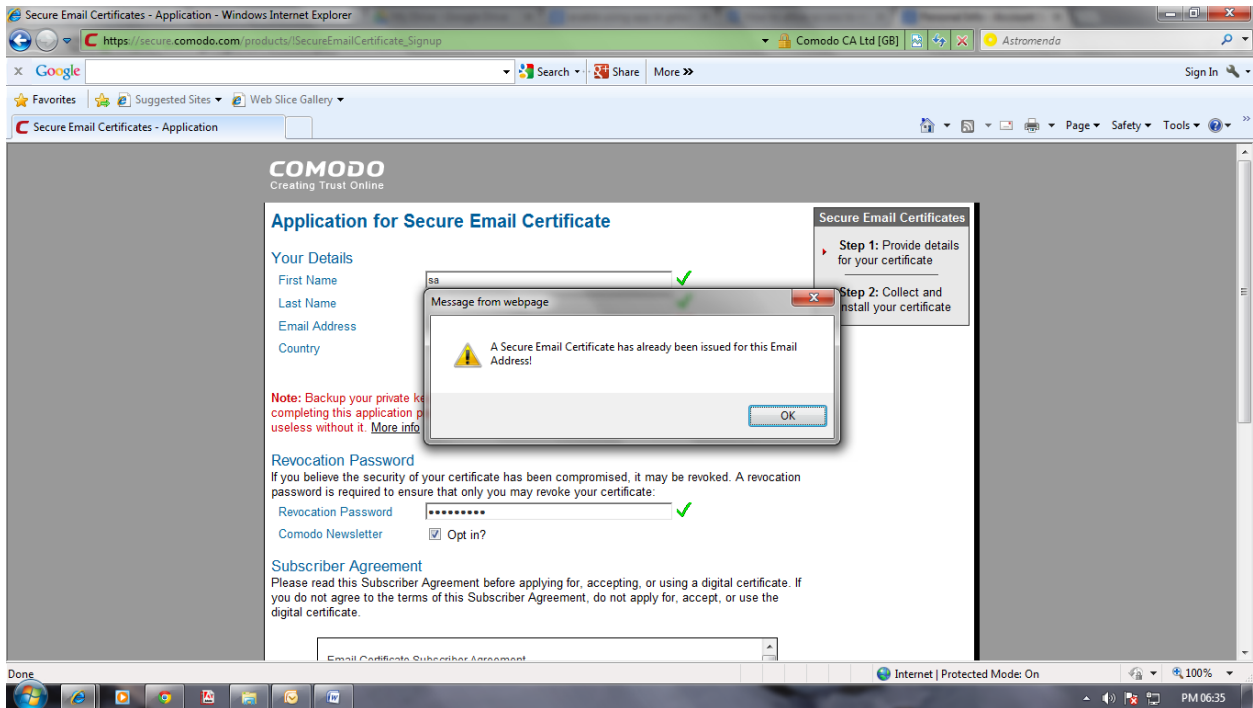 Secure Email Certificates - Application - Windows Internet Explorer
https://secure.comodo.com/products/!SecureEmailCertificate_Signup
Comodo CA Ltd [GB]
Astromenda
x Google
Search
Share
More »
Sign In
Favorites
Suggested Sites
Web Slice Gallery
Secure Email Certificates - Application
Page
Safety
Tools
COMODO
Creating Trust Online
Application for Secure Email Certificate
Your Details
First Name
sa
Last Name
Email Address
Country
Secure Email Certificates
Step 1: Provide details
for your certificate
Step 2: Collect and
install your certificate
Message from webpage
A Secure Email Certificate has already been issued for this Email
Address!
OK
Note: Backup your private ke
completing this application p
useless without it. More info
Revocation Password
If you believe the security of your certificate has been compromised, it may be revoked. A revocation
password is required to ensure that only you may revoke your certificate:
Revocation Password
•••••••••
Comodo Newsletter
Opt in?
Subscriber Agreement
Please read this Subscriber Agreement before applying for, accepting, or using a digital certificate. If
you do not agree to the terms of this Subscriber Agreement, do not apply for, accept, or use the
digital certificate.
Email Certificate Subscriber Agreement
Done
Internet | Protected Mode: On
100%
PM 06:35